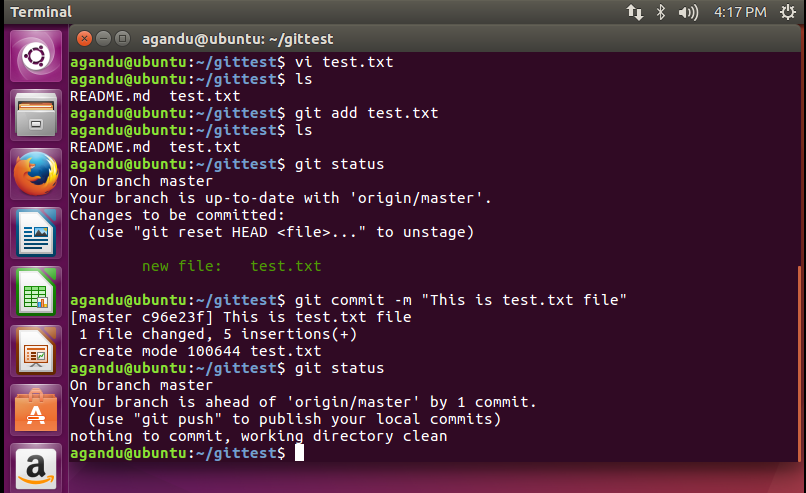 Terminal
4:17 PM
agandu@ubuntu: ~/gittest
agandu@ubuntu:~/gittest$ vi test.txt
agandu@ubuntu:~/gittest$ ls
README.md  test.txt
agandu@ubuntu:~/gittest$ git add test.txt
agandu@ubuntu:~/gittest$ ls
README.md  test.txt
agandu@ubuntu:~/gittest$ git status
On branch master
Your branch is up-to-date with 'origin/master'.
Changes to be committed:
  (use "git reset HEAD <file>..." to unstage)
        new file:   test.txt
agandu@ubuntu:~/gittest$ git commit -m "This is test.txt file"
[master c96e23f] This is test.txt file
 1 file changed, 5 insertions(+)
 create mode 100644 test.txt
agandu@ubuntu:~/gittest$ git status
On branch master
Your branch is ahead of 'origin/master' by 1 commit.
  (use "git push" to publish your local commits)
nothing to commit, working directory clean
agandu@ubuntu:~/gittest$